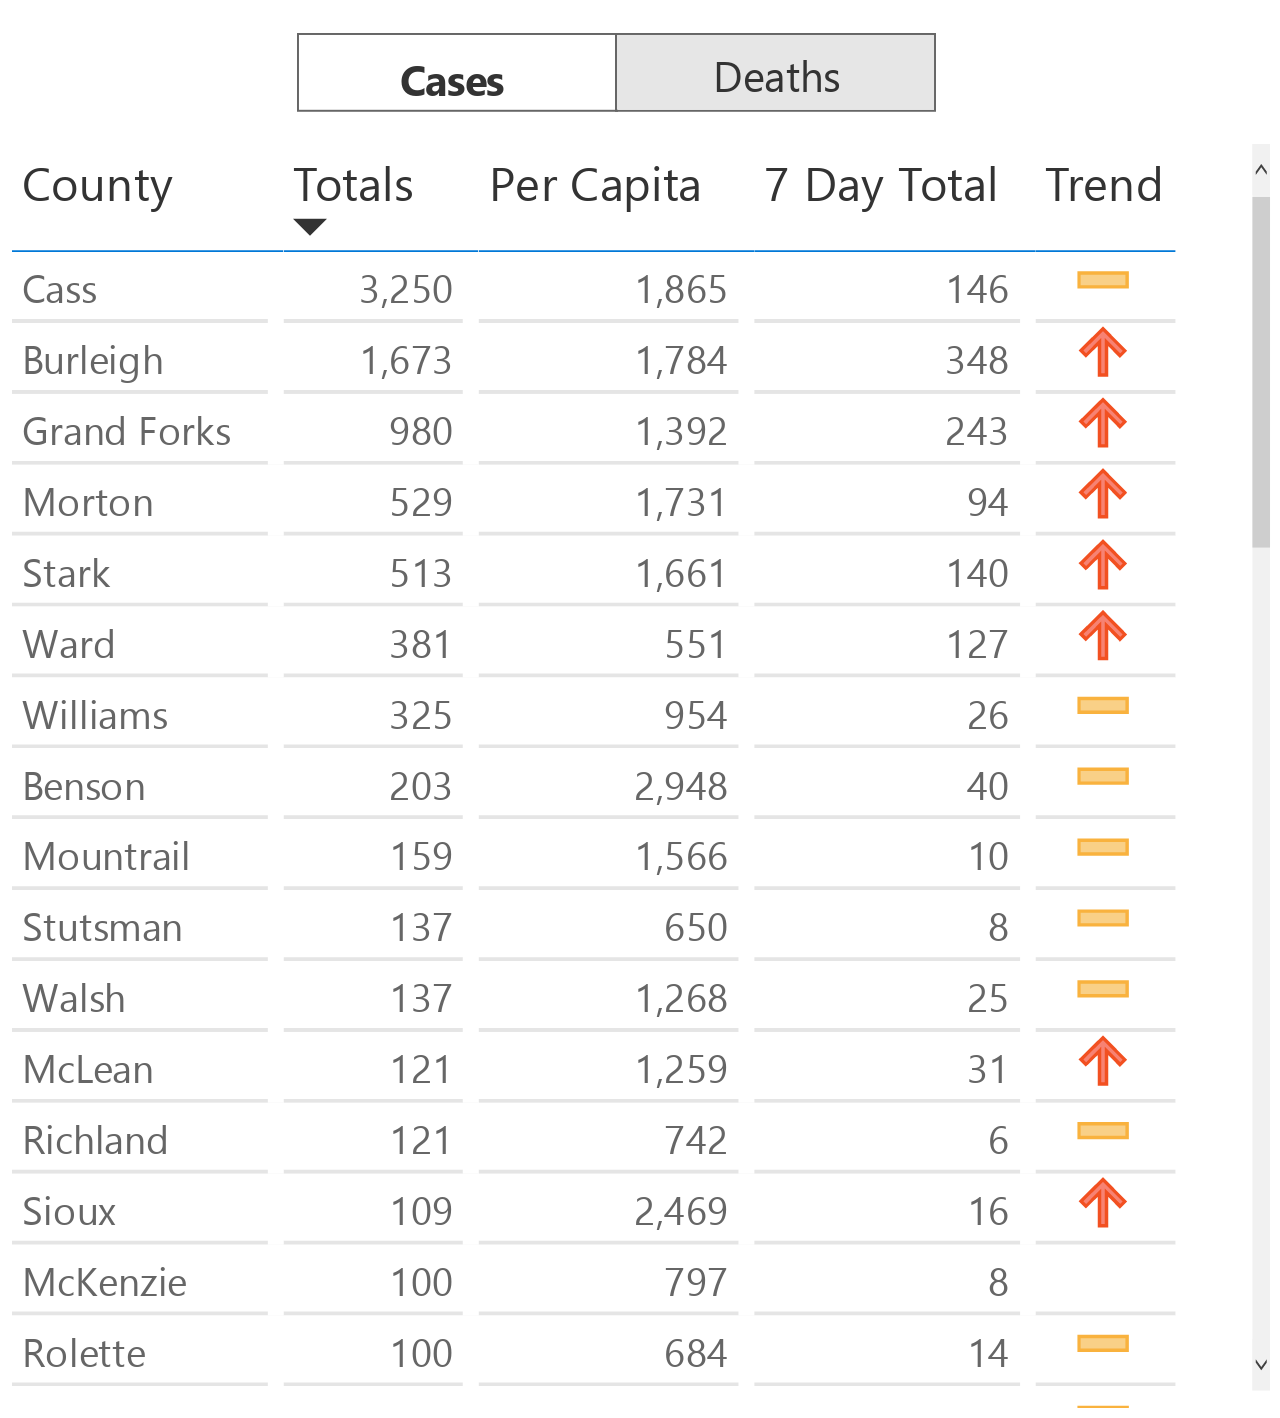 Cases Deaths
County Totals Per Capita 7 Day Total Trend
Cass 3,250 1,865 146
Burleigh 1,673 1,784 348
Grand Forks 980 1,392 243
Morton 529 1,731 94
Stark 513 1,661 140
Ward 381 551 127
Williams 325 954 26
Benson 203 2,948 40
Mountrail 159 1,566 10
Stutsman 137 650 8
Walsh 137 1,268 25
McLean 121 1,259 31
Richland 121 742 6
Sioux 109 2,469 16
McKenzie 100 797 8
Rolette 100 684 14